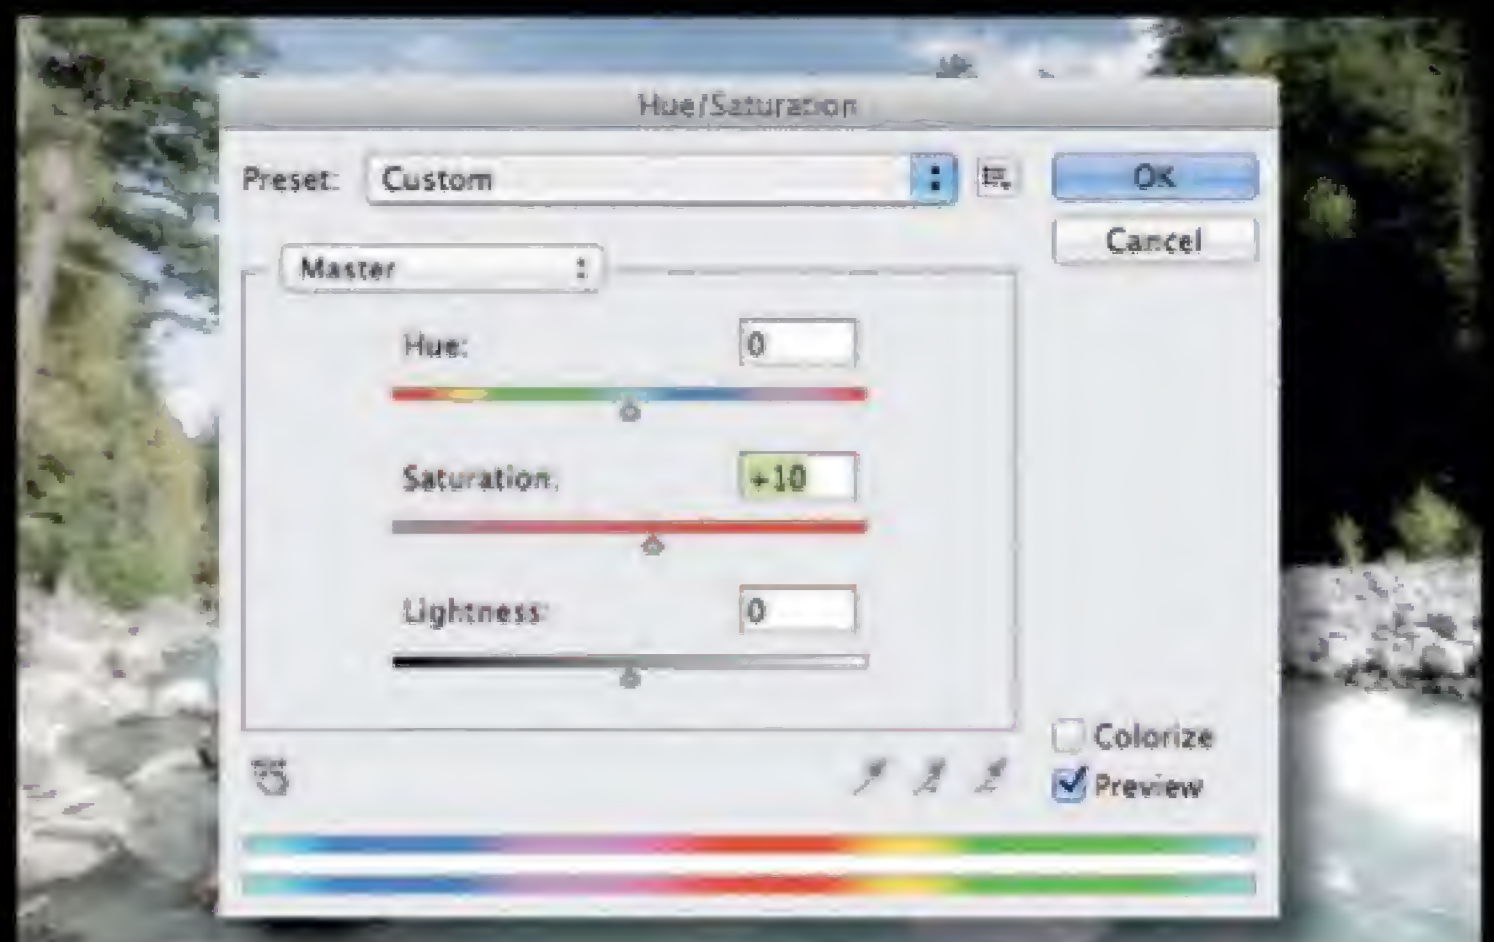 Hue/Saturation
Preset: Custom
OK
Cancel
Master
Hue: 0
Saturation: +10
Lightness: 0
Colorize
Preview